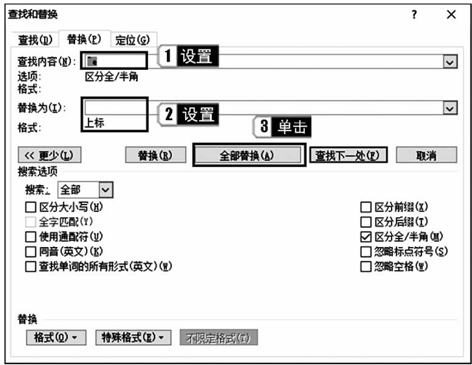 查找和替换 ? ×
查找(D) 替换(P) 定位(G)
查找内容(N):
1 设置
选项: 区分全/半角
格式:
替换为(I):
2 设置
格式: 上标
3 单击
<< 更少(L) 替换(R) 全部替换(A) 查找下一处(F) 取消
搜索选项
搜索: 全部
区分大小写(H) 区分前缀(X)
全字匹配(Y) 区分后缀(T)
使用通配符(U) 区分全/半角(M)
同音(英文)(K) 忽略标点符号(S)
查找单词的所有形式(英文)(W) 忽略空格(W)
替换
格式(O) 特殊格式(E) 不限定格式(T)